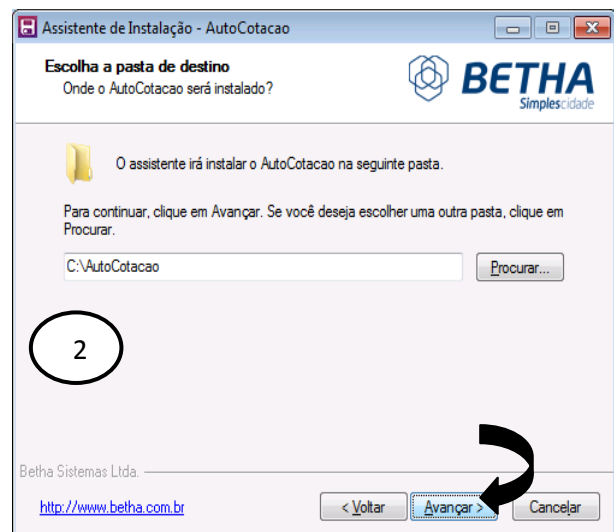 Assistente de Instalação - AutoCotacao
Escolha a pasta de destino
Onde o AutoCotacao será instalado?
BETHA
Simplescidade
O assistente irá instalar o AutoCotacao na seguinte pasta.
Para continuar, clique em Avançar. Se você deseja escolher uma outra pasta, clique em
Procurar.
C:\AutoCotacao
Procurar...
2
Betha Sistemas Ltda.
http://www.betha.com.br
< Voltar
Avançar >
Cancelar